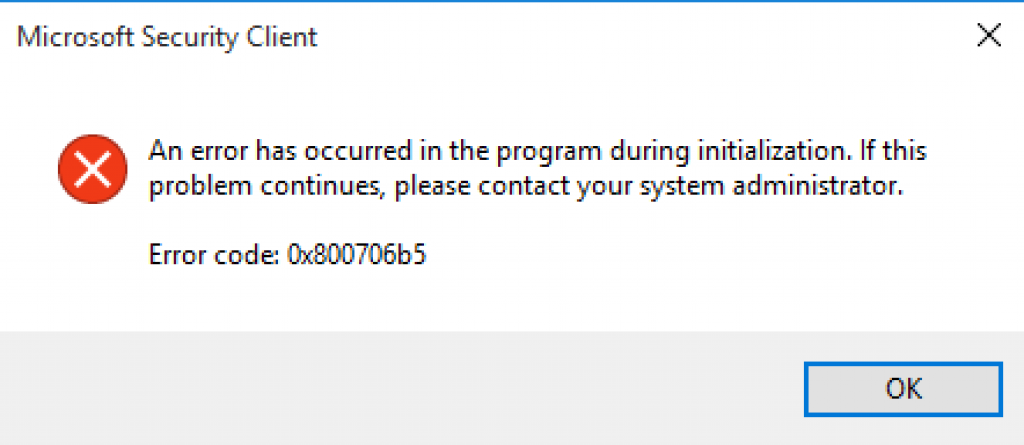 Microsoft Security Client
An error has occurred in the program during initialization. If this
problem continues, please contact your system administrator.
Error code: 0x800706b5
OK